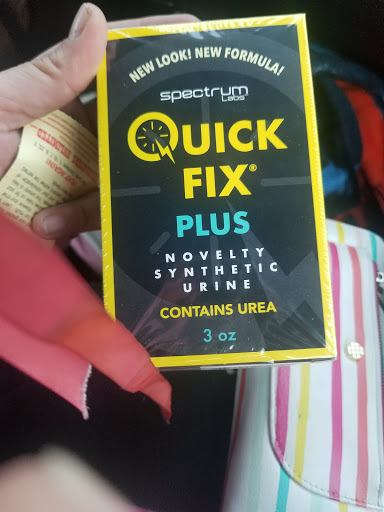 NEW LOOK! NEW FORMULA!
spectrum
Labs
QUICK
FIX®
PLUS
NOVELTY
SYNTHETIC
URINE
CONTAINS UREA
3 oz